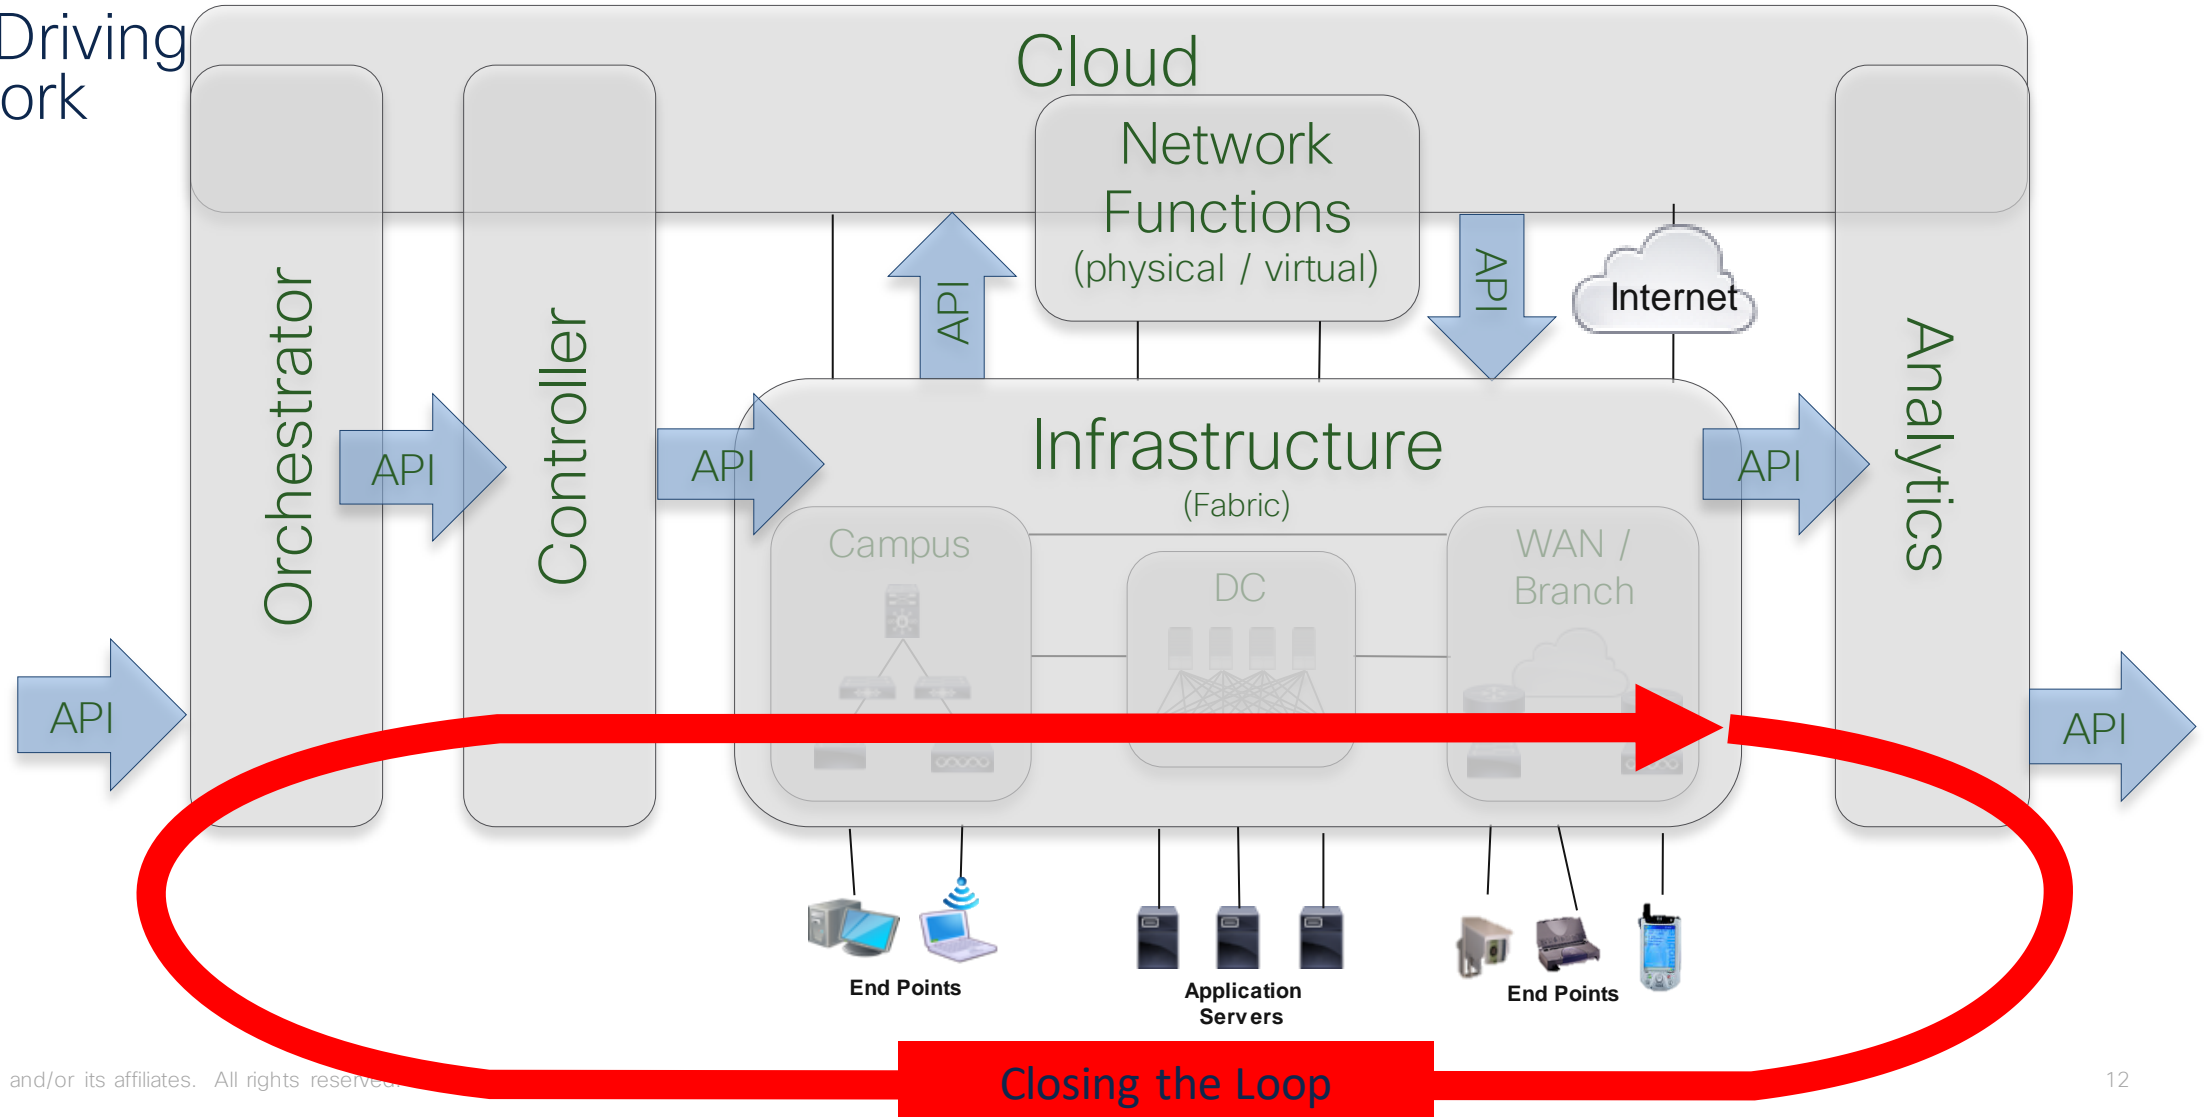 Driving
ork
Cloud
Network
Functions
(physical / virtual)
API
API
Internet
Orchestrator
Controller
Analytics
API
API
API
Infrastructure
(Fabric)
Campus
DC
WAN /
Branch
API
API
End Points
Application
Servers
End Points
Closing the Loop
and/or its affiliates. All rights reserved.
12